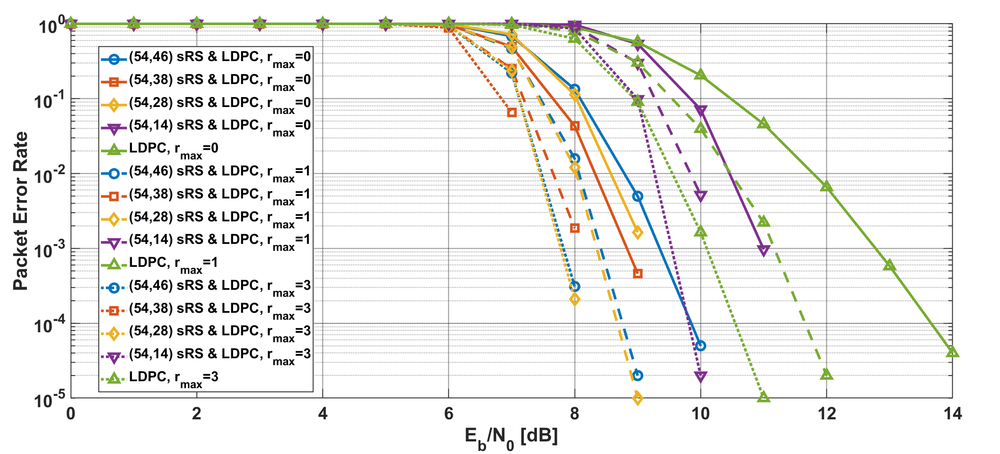 10^0
10^-1
10^-2
10^-3
10^-4
10^-5
Packet Error Rate
(54,46) sRS & LDPC, r_max=0
(54,38) sRS & LDPC, r_max=0
(54,28) sRS & LDPC, r_max=0
(54,14) sRS & LDPC, r_max=0
LDPC, r_max=0
(54,46) sRS & LDPC, r_max=1
(54,38) sRS & LDPC, r_max=1
(54,28) sRS & LDPC, r_max=1
(54,14) sRS & LDPC, r_max=1
LDPC, r_max=1
(54,46) sRS & LDPC, r_max=3
(54,38) sRS & LDPC, r_max=3
(54,28) sRS & LDPC, r_max=3
(54,14) sRS & LDPC, r_max=3
LDPC, r_max=3
0 2 4 6 8 10 12 14
E_b/N_0 [dB]